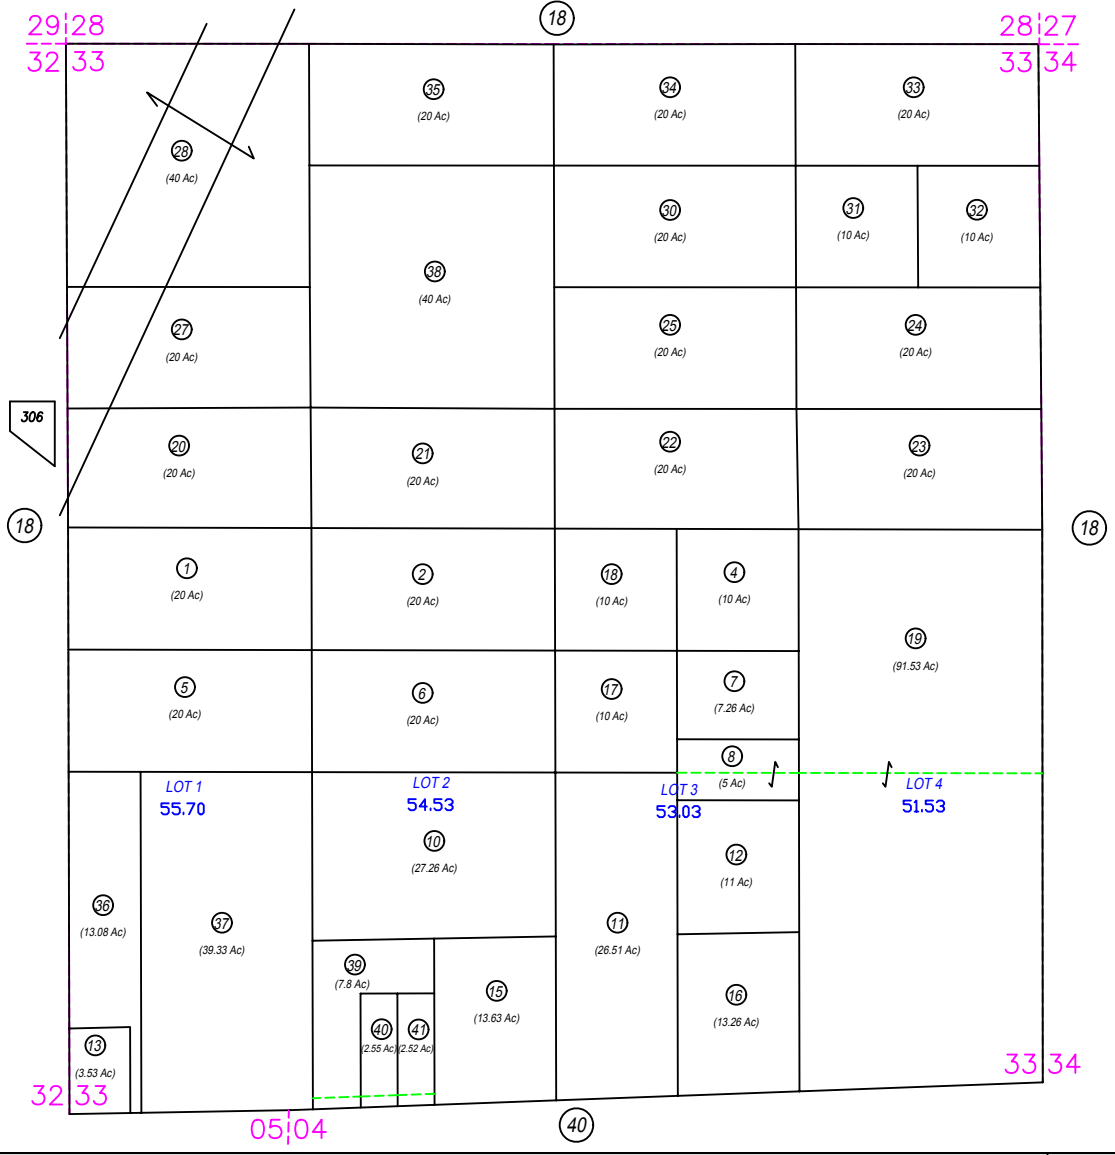 18
29 28
28 27
32 33
33 34
35
(20 Ac)
34
(20 Ac)
33
(20 Ac)
28
(40 Ac)
30
(20 Ac)
31
(10 Ac)
32
(10 Ac)
38
(40 Ac)
27
(20 Ac)
25
(20 Ac)
24
(20 Ac)
306
20
(20 Ac)
21
(20 Ac)
22
(20 Ac)
23
(20 Ac)
18
18
1
(20 Ac)
2
(20 Ac)
18
(10 Ac)
4
(10 Ac)
19
(91.53 Ac)
5
(20 Ac)
6
(20 Ac)
17
(10 Ac)
7
(7.26 Ac)
8
(5 Ac)
LOT 1
55.70
LOT 2
54.53
LOT 3
53.03
LOT 4
51.53
10
(27.26 Ac)
12
(11 Ac)
36
(13.08 Ac)
37
(39.33 Ac)
11
(26.51 Ac)
39
(7.8 Ac)
15
(13.63 Ac)
16
(13.26 Ac)
40
(2.55 Ac)
41
(2.52 Ac)
13
(3.53 Ac)
32 33
33 34
05 04
40